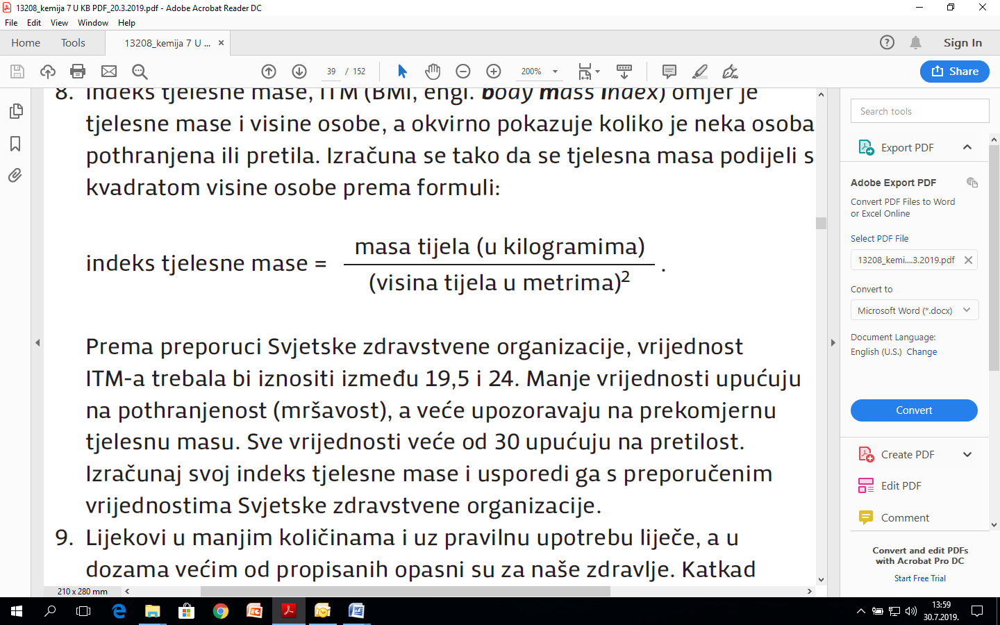 13208_kemija 7 U KB PDF_20.3.2019.pdf - Adobe Acrobat Reader DC
File Edit View Window Help
Home Tools 13208_kemija 7 U ... × Sign In
39 / 152 200% Share
8. Indeks tjelesne mase, ITM (BMI, engl. body mass index) omjer je
tjelesne mase i visine osobe, a okvirno pokazuje koliko je neka osoba
pothranjena ili pretila. Izračuna se tako da se tjelesna masa podijeli s
kvadratom visine osobe prema formuli:
masa tijela (u kilogramima)
indeks tjelesne mase = .
(visina tijela u metrima)²
Prema preporuci Svjetske zdravstvene organizacije, vrijednost
ITM-a trebala bi iznositi između 19,5 i 24. Manje vrijednosti upućuju
na pothranjenost (mršavost), a veće upozoravaju na prekomjernu
tjelesnu masu. Sve vrijednosti veće od 30 upućuju na pretilost.
Izračunaj svoj indeks tjelesne mase i usporedi ga s preporučenim
vrijednostima Svjetske zdravstvene organizacije.
9. Lijekovi u manjim količinama i uz pravilnu upotrebu liječe, a u
dozama većim od propisanih opasni su za naše zdravlje. Katkad
210 x 280 mm
Search tools
Export PDF
Adobe Export PDF
Convert PDF Files to Word
or Excel Online
Select PDF File
13208_kemi....3.2019.pdf
Convert to
Microsoft Word (*.docx)
Document Language:
English (U.S.) Change
Convert
Create PDF
Edit PDF
Comment
Convert and edit PDFs
with Acrobat Pro DC
Start Free Trial
13:59
30.7.2019.